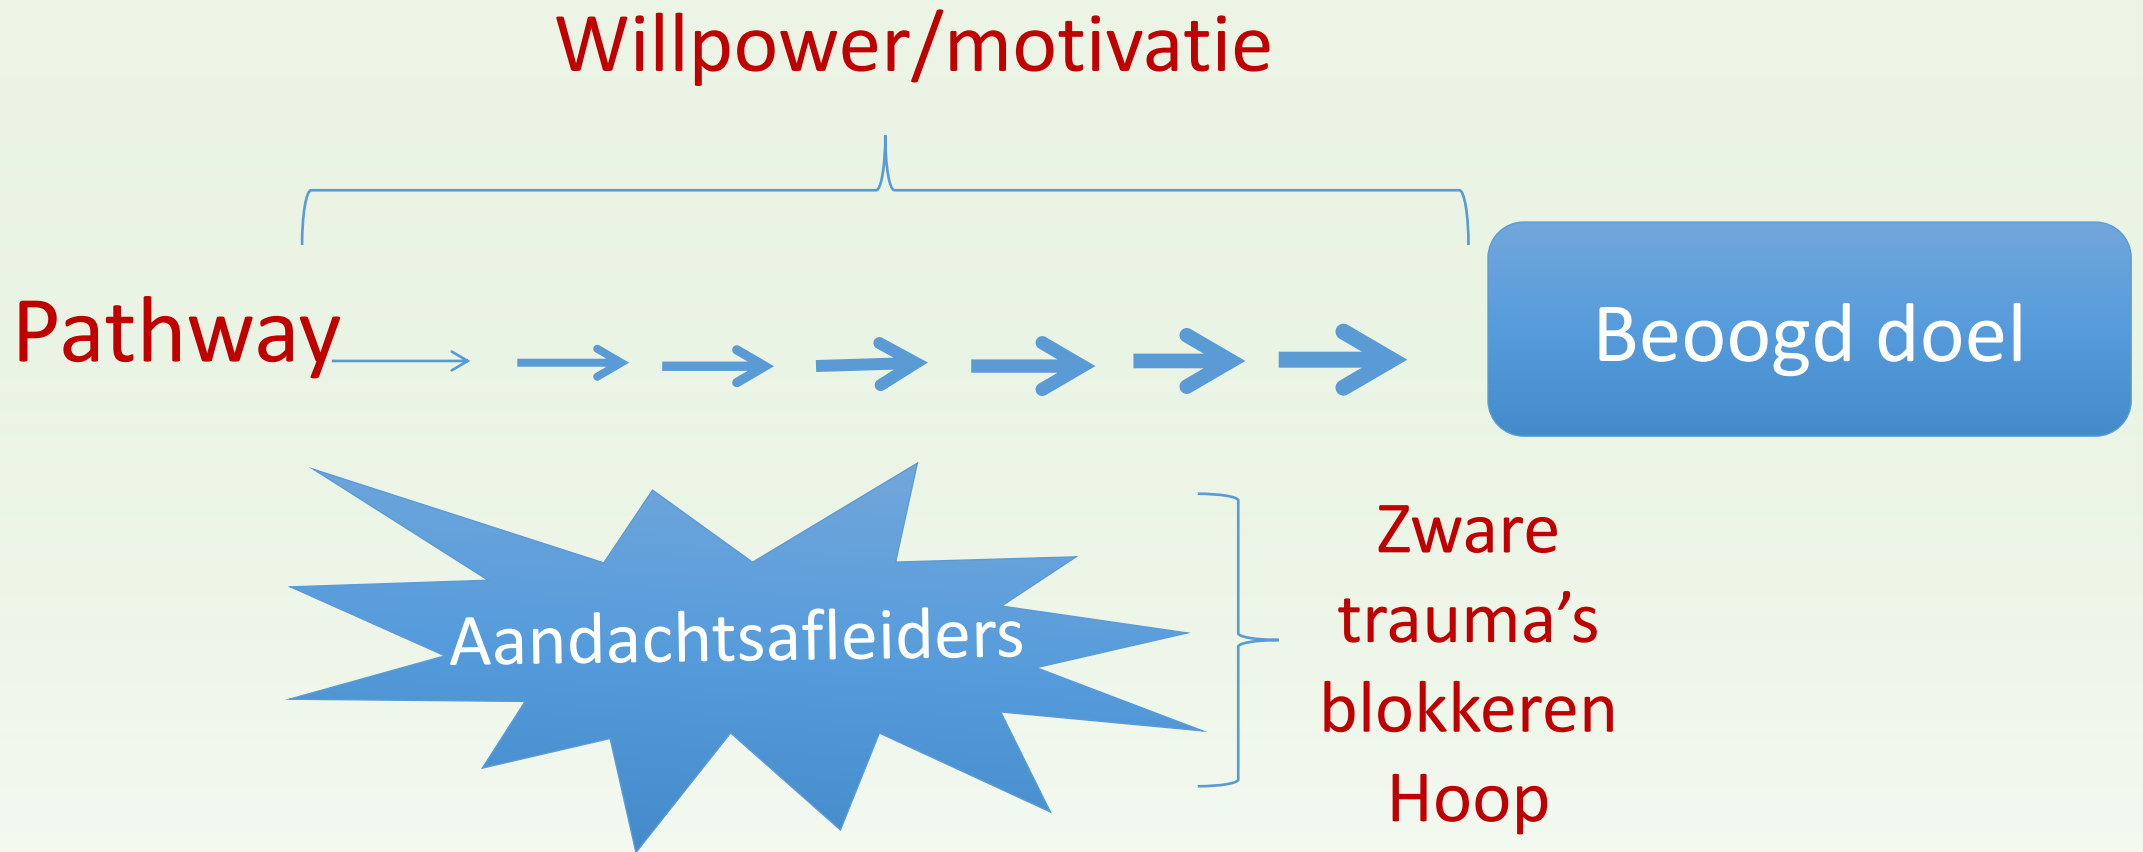 Willpower/motivatie
Pathway
Beoogd doel
Aandachtsafleiders
Zware
trauma’s
blokkeren
Hoop